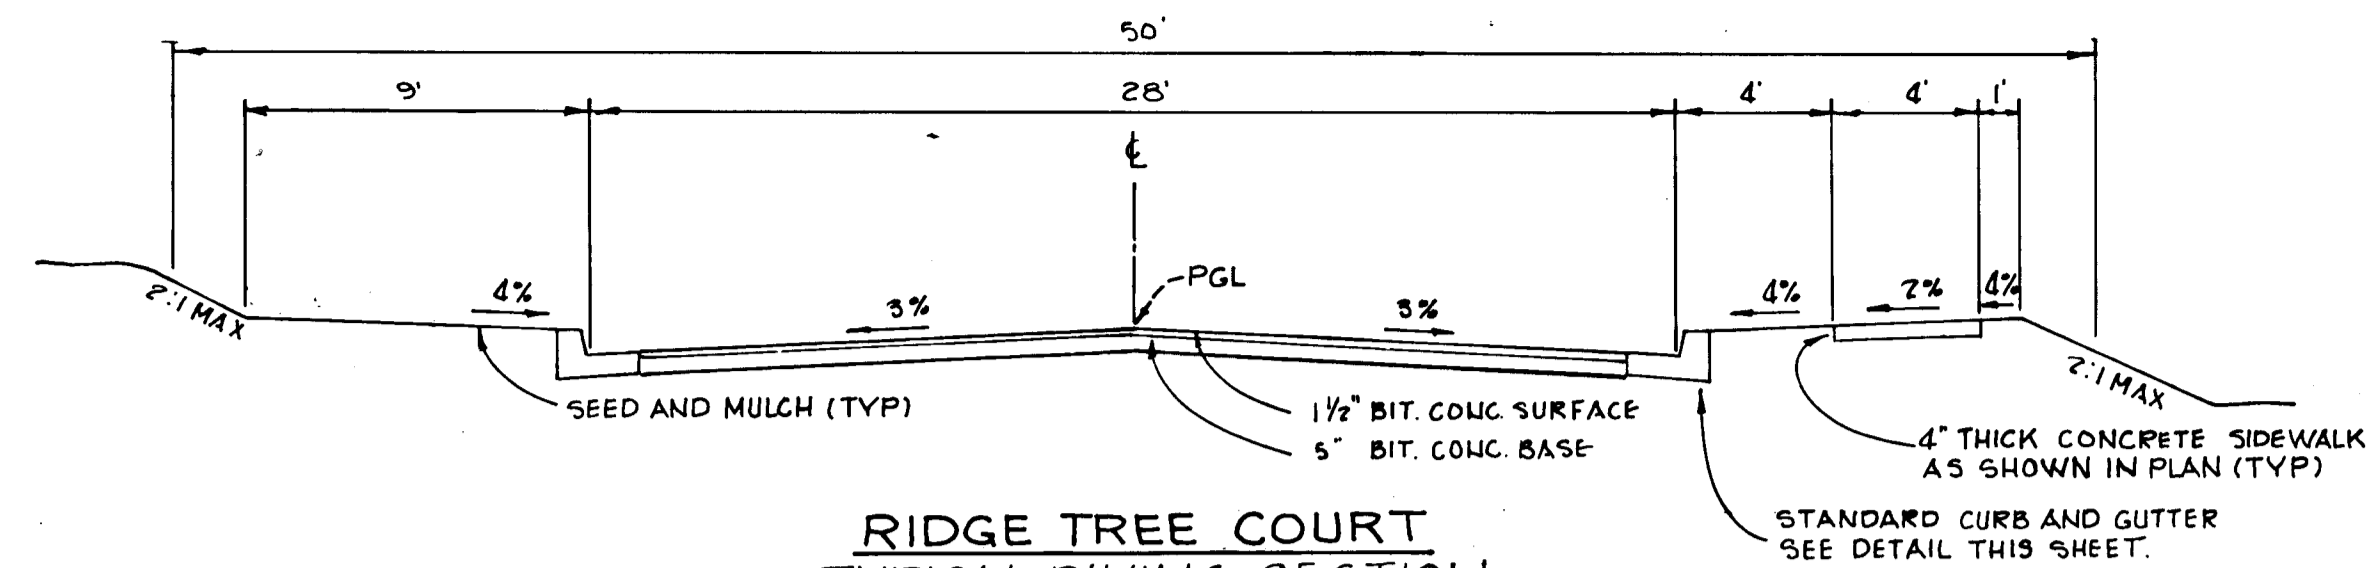 50'
9'
28'
4'
4'
1'
℄
PGL
2:1 MAX
4%
3%
3%
4%
2%
4%
2:1 MAX
SEED AND MULCH (TYP)
1 1/2" BIT. CONC. SURFACE
5" BIT. CONC. BASE
4" THICK CONCRETE SIDEWALK
AS SHOWN IN PLAN (TYP)
STANDARD CURB AND GUTTER
SEE DETAIL THIS SHEET.
RIDGE TREE COURT